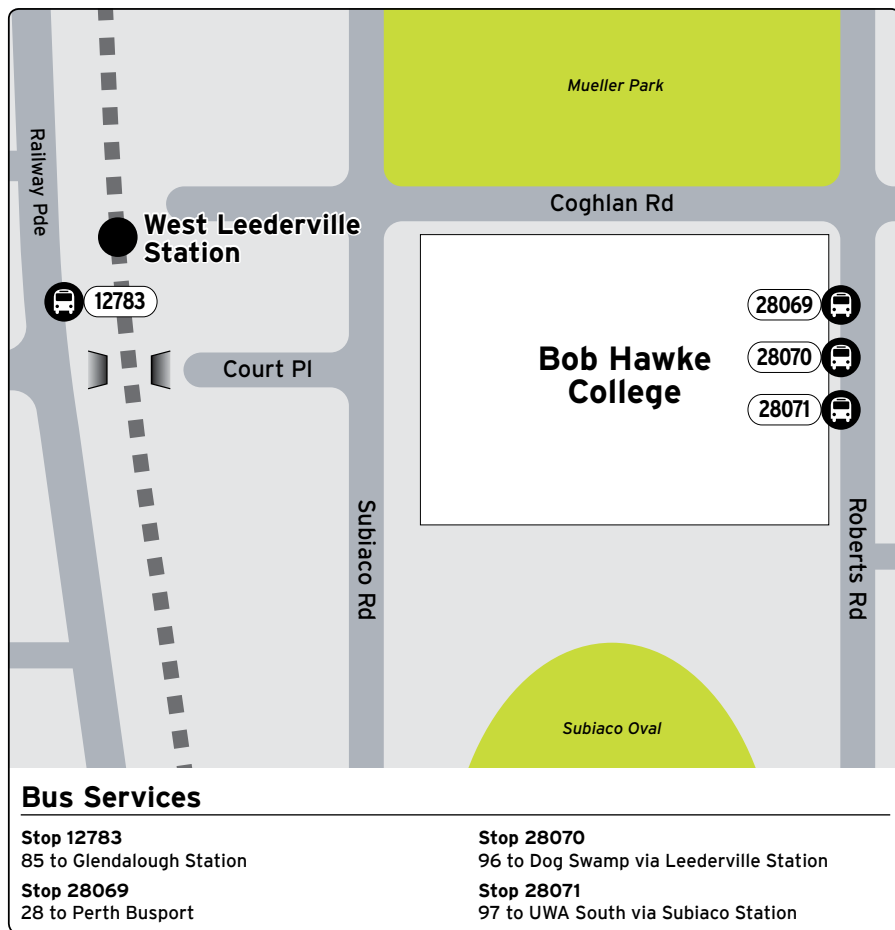 Mueller Park
Railway Pde
Coghlan Rd
West Leederville
Station
12783
28069
28070
28071
Court Pl
Bob Hawke
College
Subiaco Rd
Roberts Rd
Subiaco Oval
Bus Services
Stop 12783
85 to Glendalough Station
Stop 28069
28 to Perth Busport
Stop 28070
96 to Dog Swamp via Leederville Station
Stop 28071
97 to UWA South via Subiaco Station